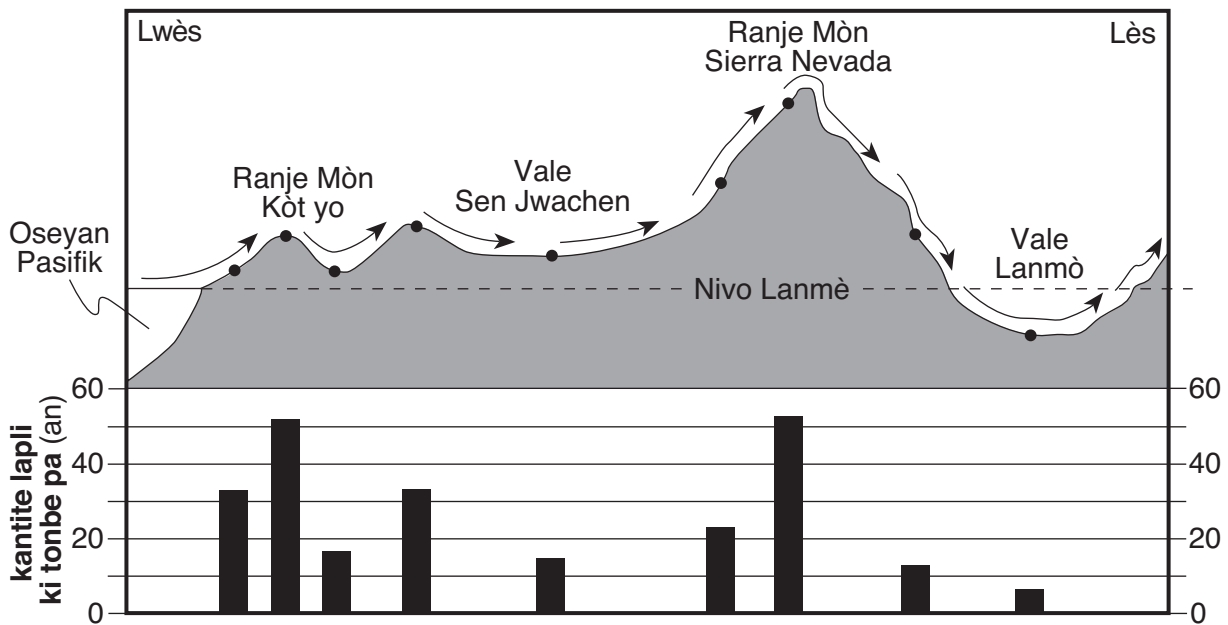 Lwès
Lès
Ranje Mòn
Sierra Nevada
Ranje Mòn
Kòt yo
Vale
Sen Jwachen
Oseyan
Pasifik
Vale
Lanmò
Nivo Lanmè
kantite lapli
ki tonbe pa (an)
60
40
20
0
60
40
20
0